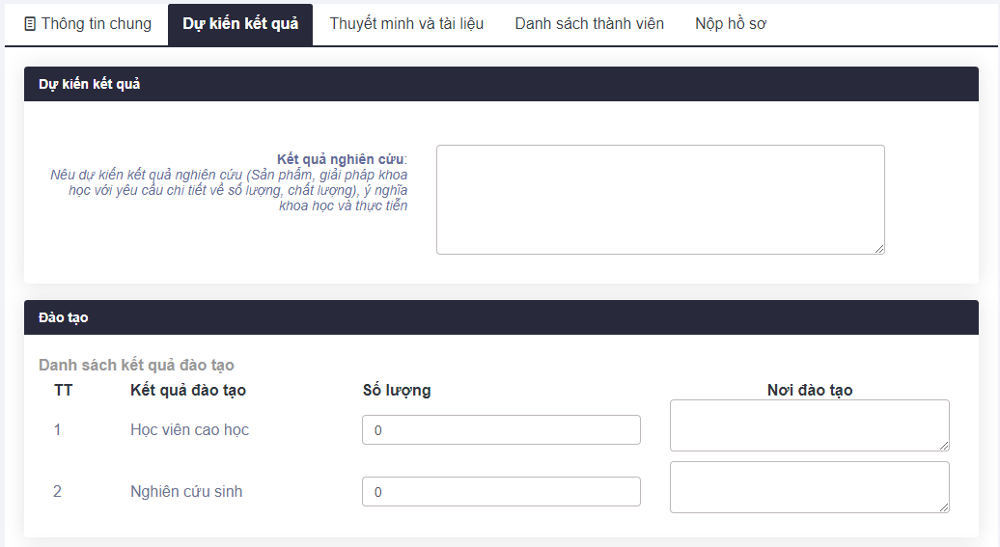 Thông tin chung Dự kiến kết quả Thuyết minh và tài liệu Danh sách thành viên Nộp hồ sơ
Dự kiến kết quả
Kết quả nghiên cứu:
Nêu dự kiến kết quả nghiên cứu (Sản phẩm, giải pháp khoa
học với yêu cầu chi tiết về số lượng, chất lượng), ý nghĩa
khoa học và thực tiễn
Đào tạo
Danh sách kết quả đào tạo
TT Kết quả đào tạo Số lượng Nơi đào tạo
1 Học viên cao học 0
2 Nghiên cứu sinh 0